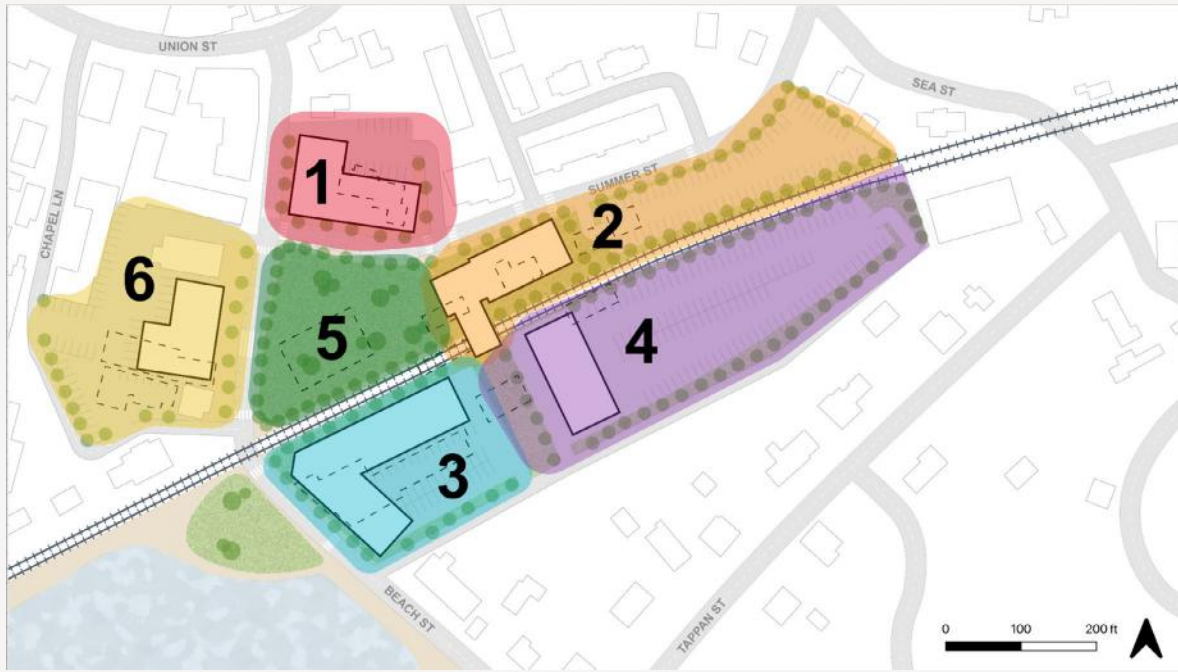 UNION ST
SEA ST
CHAPEL LN
1
SUMMER ST
2
6
5
4
3
BEACH ST
TAPPAN ST
0 100 200 ft